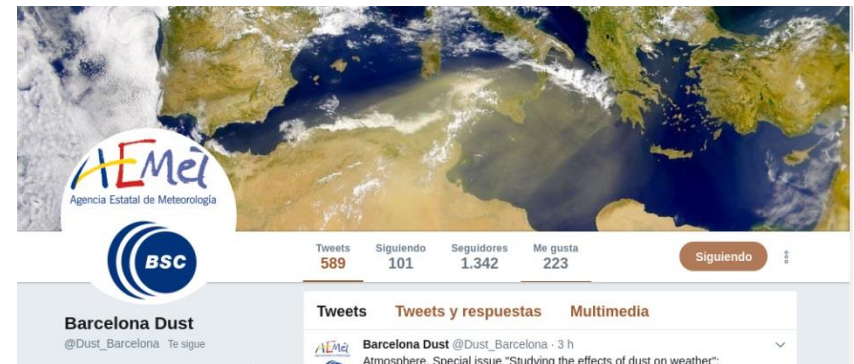 AEMet
Agencia Estatal de Meteorología
BSC
Tweets Siguiendo Seguidores Me gusta
589 101 1.342 223
Siguiendo
Barcelona Dust
@Dust_Barcelona Te sigue
Tweets Tweets y respuestas Multimedia
AEMet
Barcelona Dust @Dust_Barcelona · 3 h
Atmosphere. Special issue "Studying the effects of dust on weather":